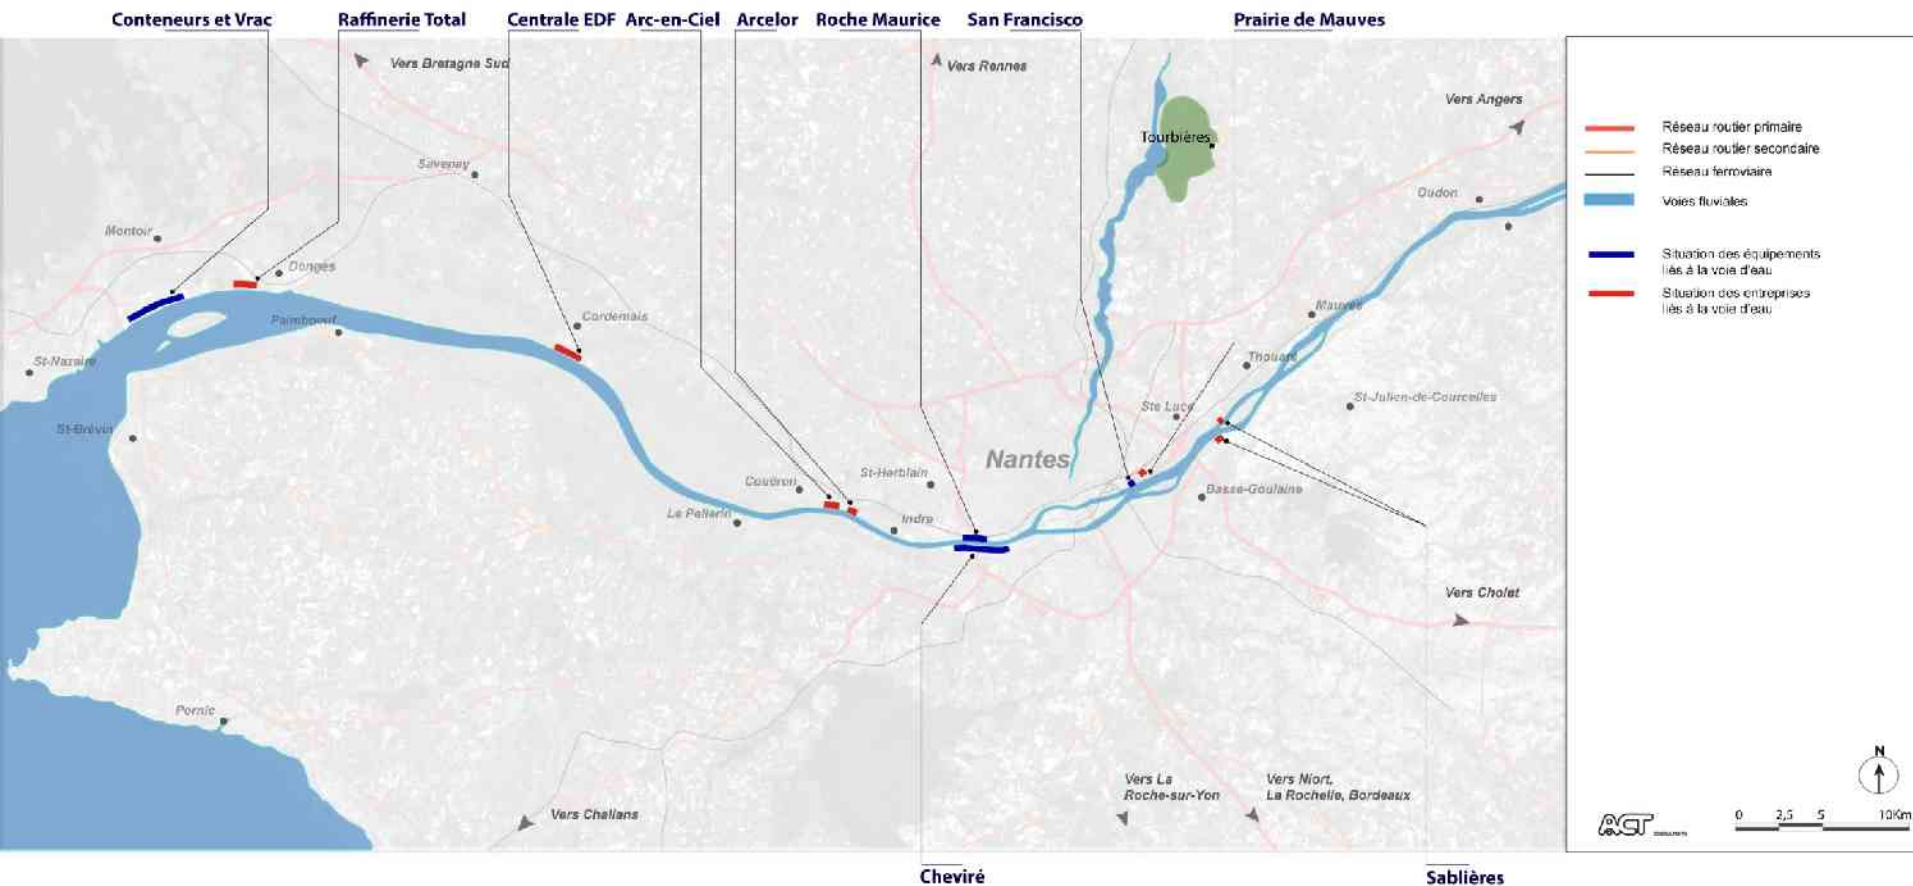 Conteneurs et Vrac
Raffinerie Total
Centrale EDF
Arc-en-Ciel
Arcelor
Roche Maurice
San Francisco
Prairie de Mauves
Vers Bretagne Sud
Vers Rennes
Vers Angers
Tourbières
Savenay
Oudon
Montoir
Donges
Mauves
Paimboeuf
Cordemais
St-Nazaire
Thouaré
Ste Luce
St-Julien-de-Courcelles
St-Brévin
Nantes
St-Herblain
Couëron
Basse-Goulaine
Le Pellerin
Indre
Vers Cholet
Pornic
Vers La
Roche-sur-Yon
Vers Niort,
La Rochelle, Bordeaux
Vers Challans
Cheviré
Sablières
Réseau routier primaire
Réseau routier secondaire
Réseau ferroviaire
Voies fluviales
Situation des équipements
liés à la voie d'eau
Situation des entreprises
liés à la voie d'eau
N
ACT
0 2,5 5 10Km